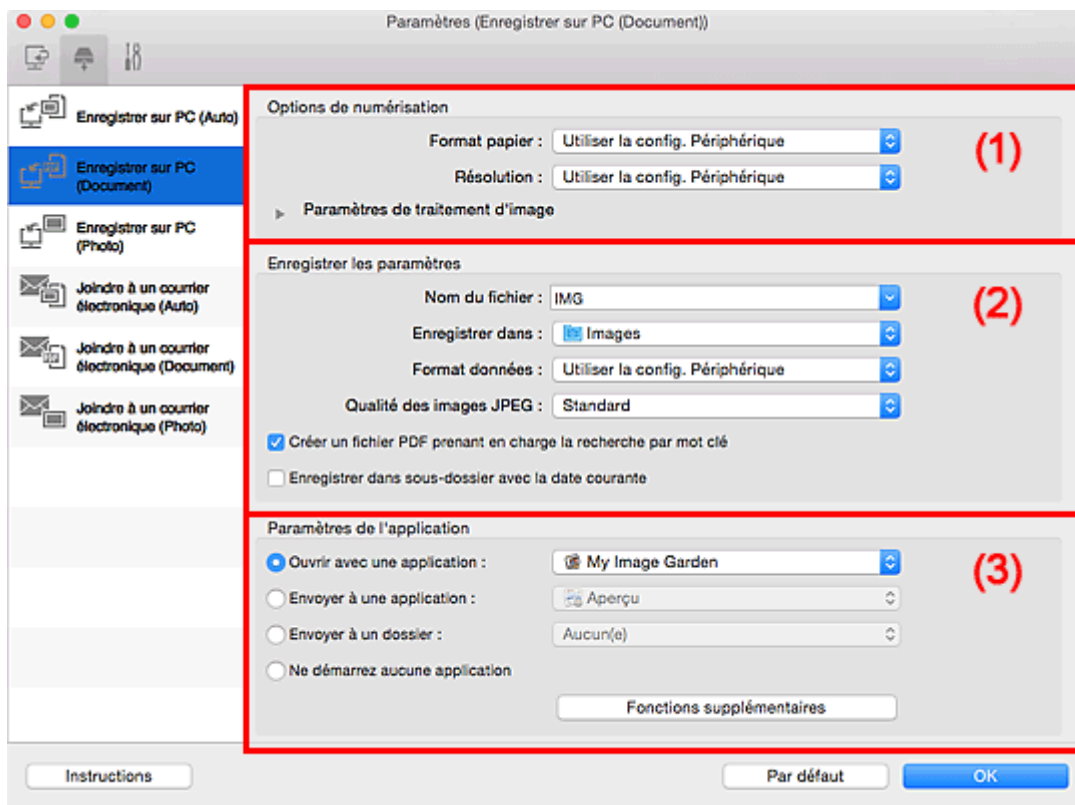 Paramètres (Enregistrer sur PC (Document))
Enregistrer sur PC (Auto)
Enregistrer sur PC
(Document)
Enregistrer sur PC
(Photo)
Joindre à un courrier
électronique (Auto)
Joindre à un courrier
électronique (Document)
Joindre à un courrier
électronique (Photo)
Options de numérisation
(1)
Format papier : Utiliser la config. Périphérique
Résolution : Utiliser la config. Périphérique
Paramètres de traitement d'image
Enregistrer les paramètres
(2)
Nom du fichier : IMG
Enregistrer dans : Images
Format données : Utiliser la config. Périphérique
Qualité des images JPEG : Standard
Créer un fichier PDF prenant en charge la recherche par mot clé
Enregistrer dans sous-dossier avec la date courante
Paramètres de l'application
(3)
Ouvrir avec une application : My Image Garden
Envoyer à une application : Aperçu
Envoyer à un dossier : Aucun(e)
Ne démarrez aucune application
Fonctions supplémentaires
Instructions
Par défaut
OK